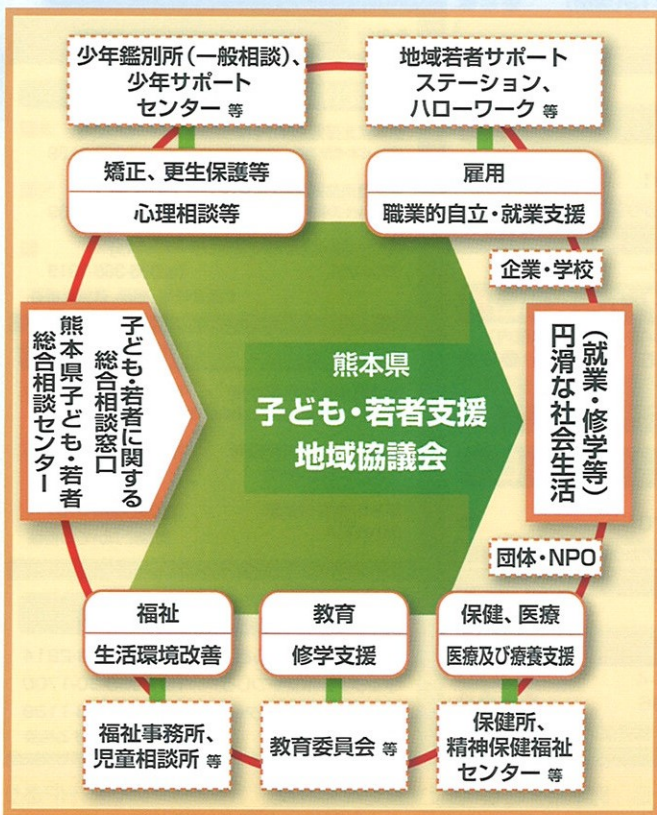 少年鑑別所（一般相談）、
少年サポート
センター 等
地域若者サポート
ステーション、
ハローワーク 等
矯正、更生保護等
心理相談等
雇用
職業的自立・就業支援
企業・学校
子ども・若者に関する
総合相談窓口
熊本県子ども・若者
総合相談センター
熊本県
子ども・若者支援
地域協議会
（就業・修学等）
円滑な社会生活
団体・NPO
福祉
生活環境改善
教育
修学支援
保健、医療
医療及び療養支援
福祉事務所、
児童相談所 等
教育委員会 等
保健所、
精神保健福祉
センター 等